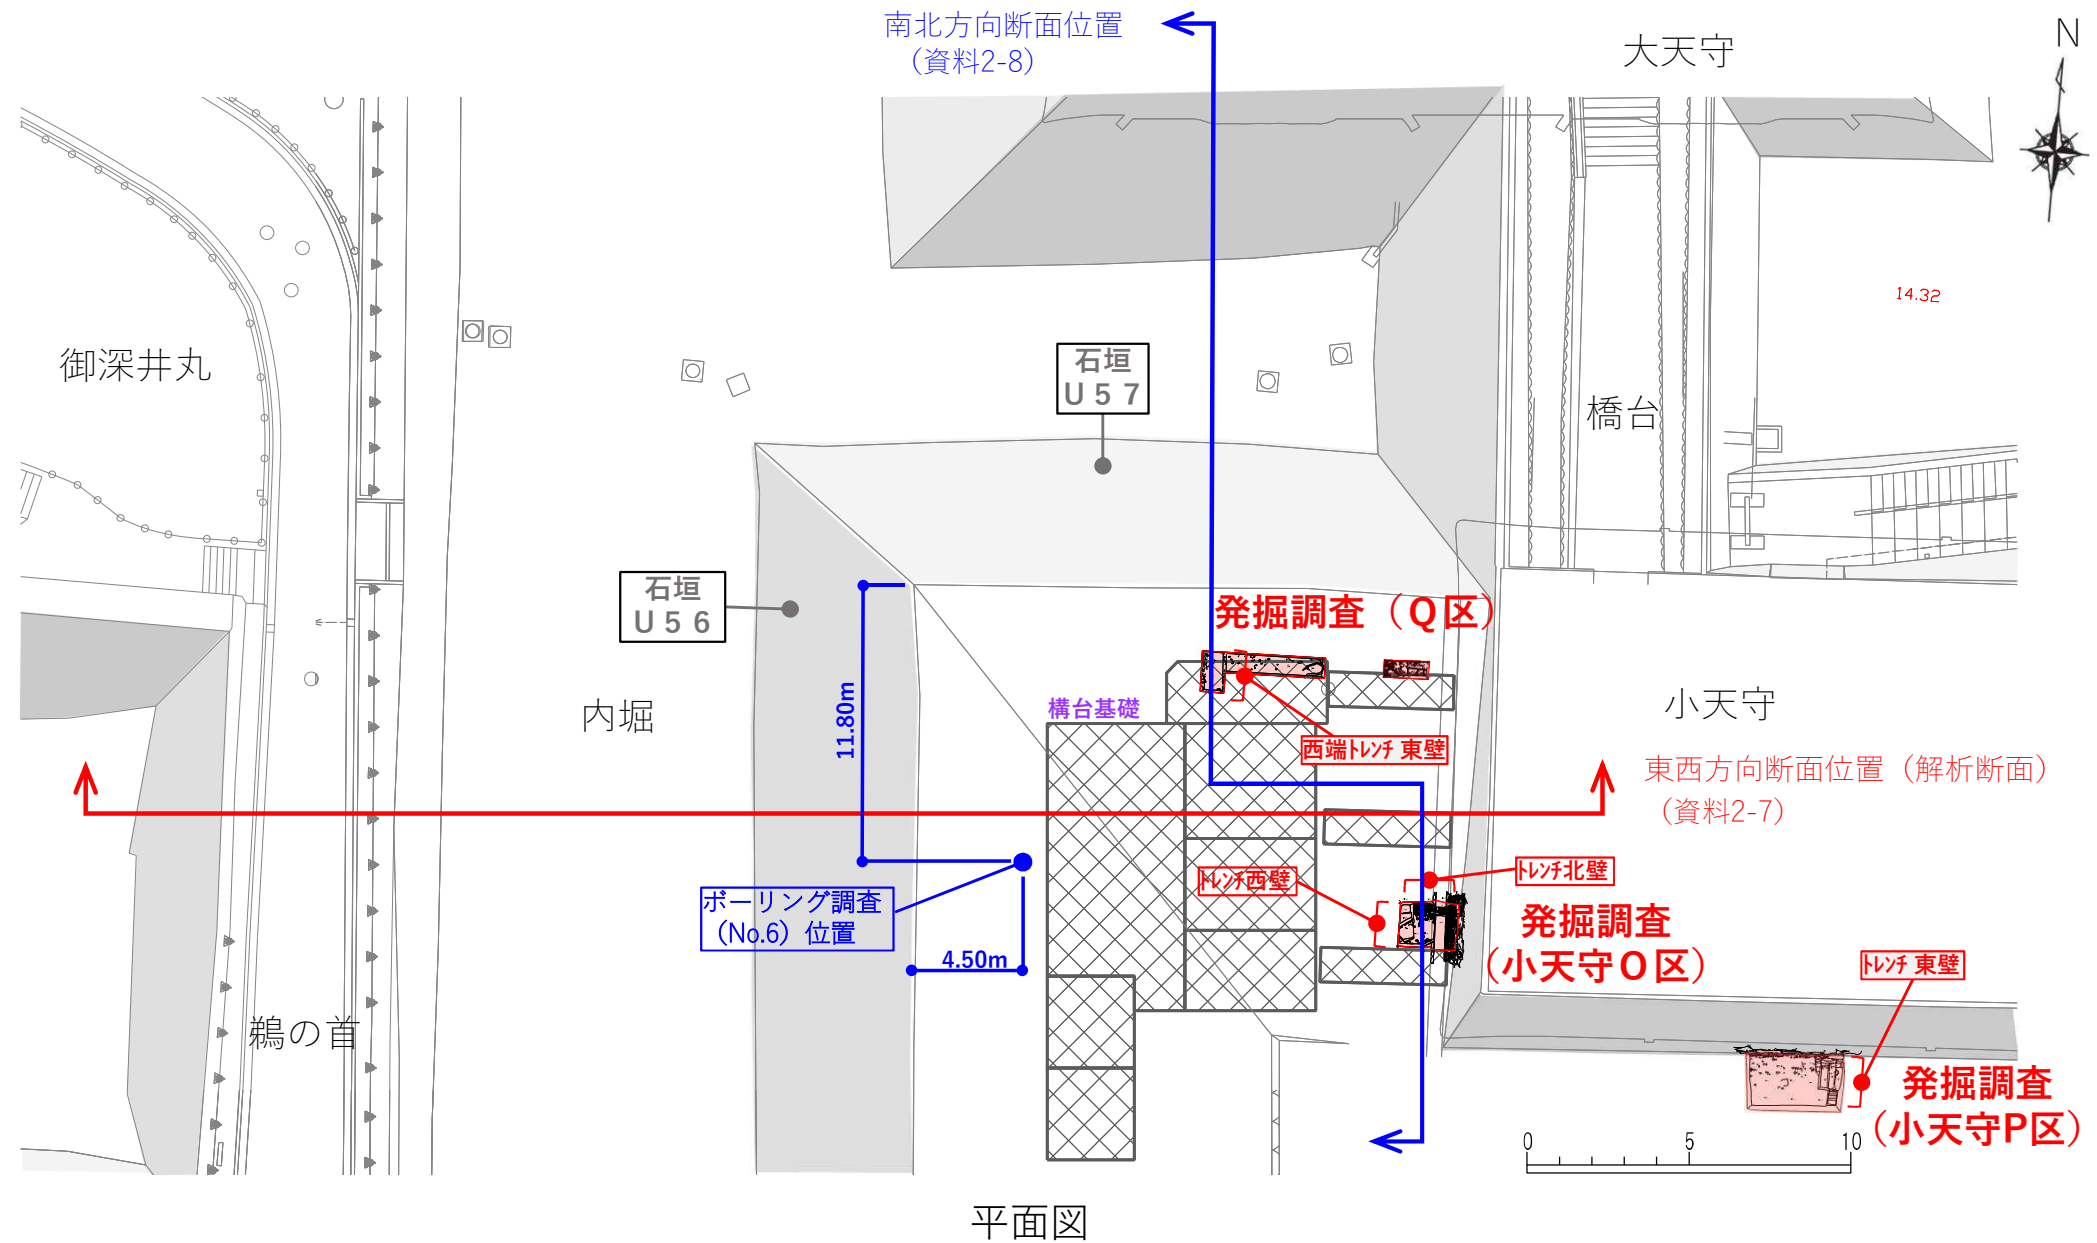 南北方向断面位置
（資料2-8）
大天守
N
14.32
御深井丸
石垣
U５７
橋台
石垣
U５６
発掘調査（Q区）
11.80m
構台基礎
内堀
小天守
西端トレンチ 東壁
東西方向断面位置（解析断面）
（資料2-7）
トレンチ西壁
トレンチ北壁
ボーリング調査
（No.6）位置
発掘調査
（小天守O区）
4.50m
トレンチ 東壁
鵜の首
発掘調査
（小天守P区）
0 5 10
平面図